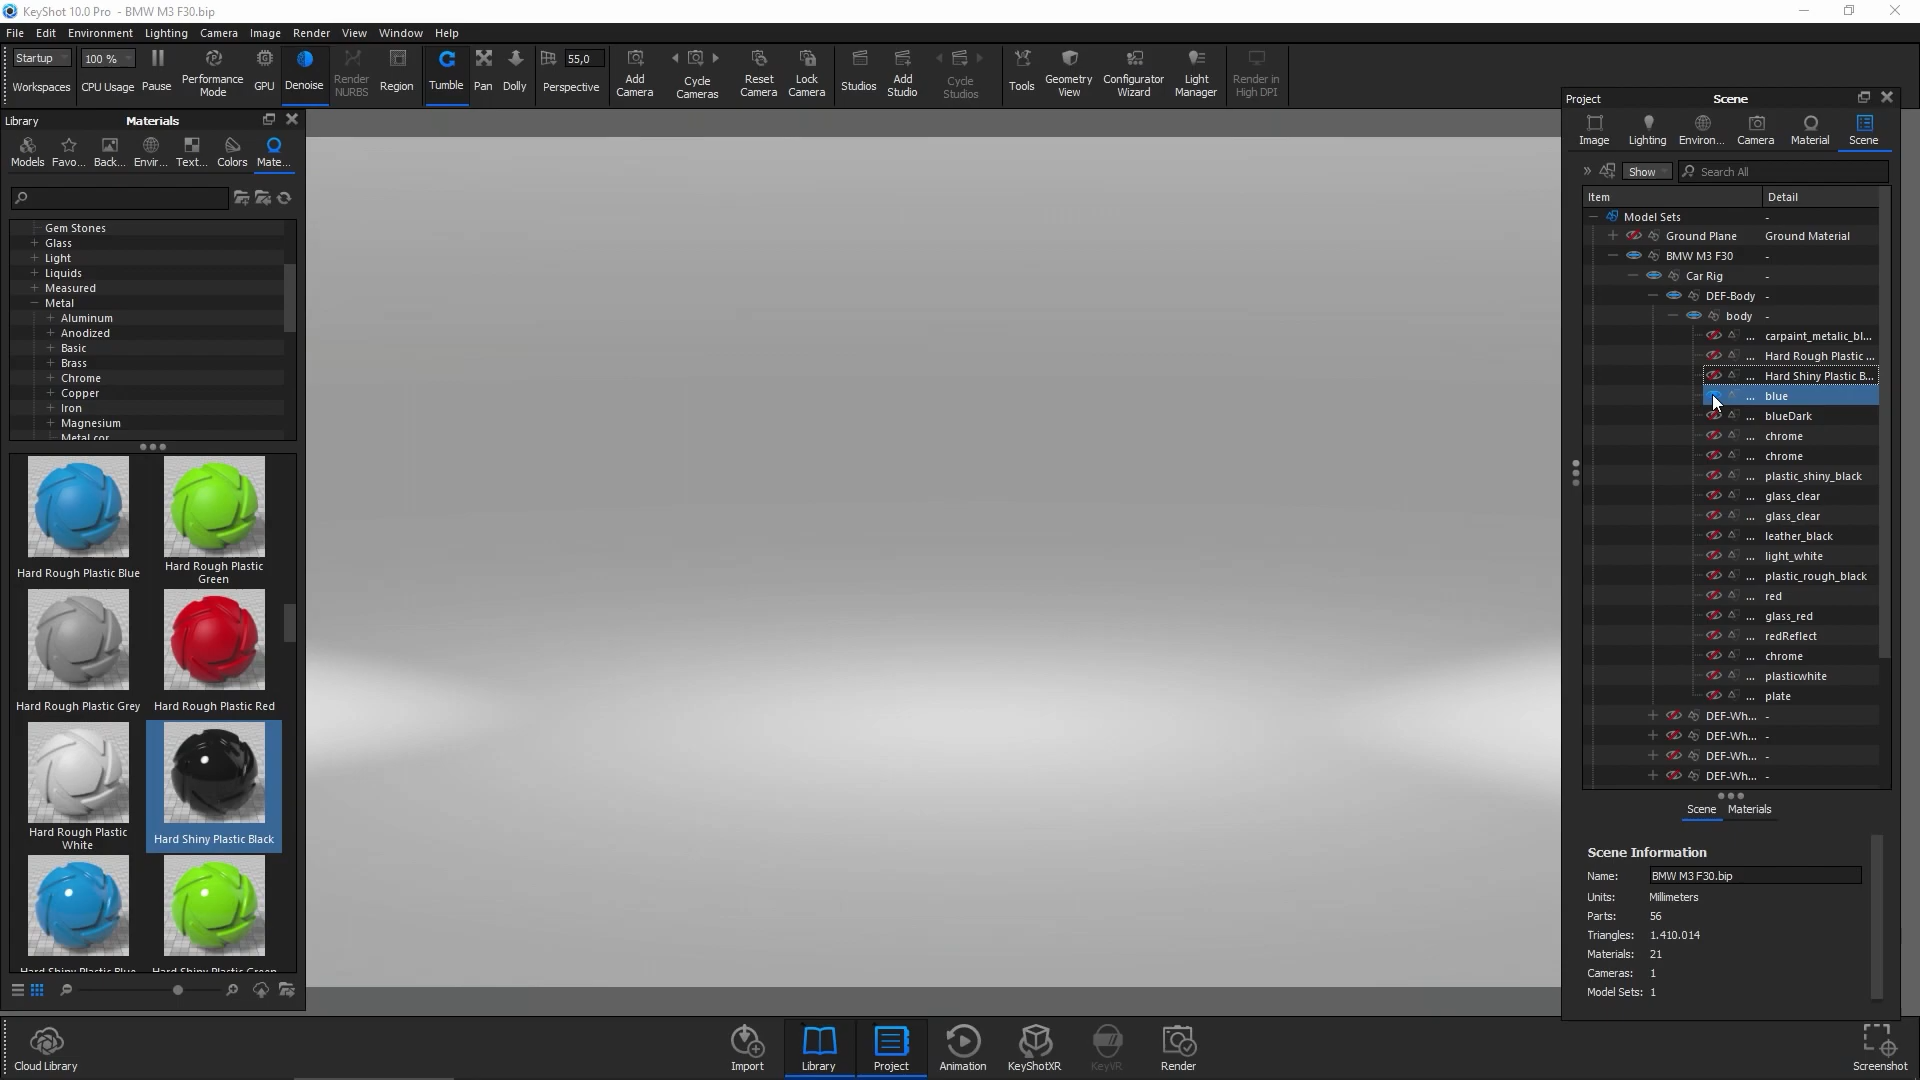 KeyShot 10.0 Pro - BMW M3 F30.bip
File Edit Environment Lighting Camera Image Render View Window Help
Startup 100 % 55,0
Workspaces CPU Usage Pause Performance Mode GPU Denoise Render NURBS Region Tumble Pan Dolly Perspective Add Camera Cycle Cameras Reset Camera Lock Camera Studios Add Studio Cycle Studios Tools Geometry View Configurator Wizard Light Manager Render in High DPI
Library Materials
Models Favo... Back... Envir... Text... Colors Mate...
Gem Stones
Glass
Light
Liquids
Measured
Metal
Aluminum
Anodized
Basic
Brass
Chrome
Copper
Iron
Magnesium
Metal cor
Hard Rough Plastic Blue
Hard Rough Plastic Green
Hard Rough Plastic Grey
Hard Rough Plastic Red
Hard Rough Plastic White
Hard Shiny Plastic Black
Hard Shiny Plastic Blue
Hard Shiny Plastic Green
Project Scene
Image Lighting Environ... Camera Material Scene
» Show Search All
Item Detail
Model Sets -
Ground Plane Ground Material
BMW M3 F30 -
Car Rig -
DEF-Body -
body -
... carpaint_metalic_bl...
... Hard Rough Plastic ...
... Hard Shiny Plastic B...
... blue
... blueDark
... chrome
... chrome
... plastic_shiny_black
... glass_clear
... glass_clear
... leather_black
... light_white
... plastic_rough_black
... red
... glass_red
... redReflect
... chrome
... plasticwhite
... plate
DEF-Wh... -
DEF-Wh... -
DEF-Wh... -
DEF-Wh... -
Scene Materials
Scene Information
Name: BMW M3 F30.bip
Units: Millimeters
Parts: 56
Triangles: 1.410.014
Materials: 21
Cameras: 1
Model Sets: 1
Cloud Library Import Library Project Animation KeyShotXR KeyVR Render Screenshot